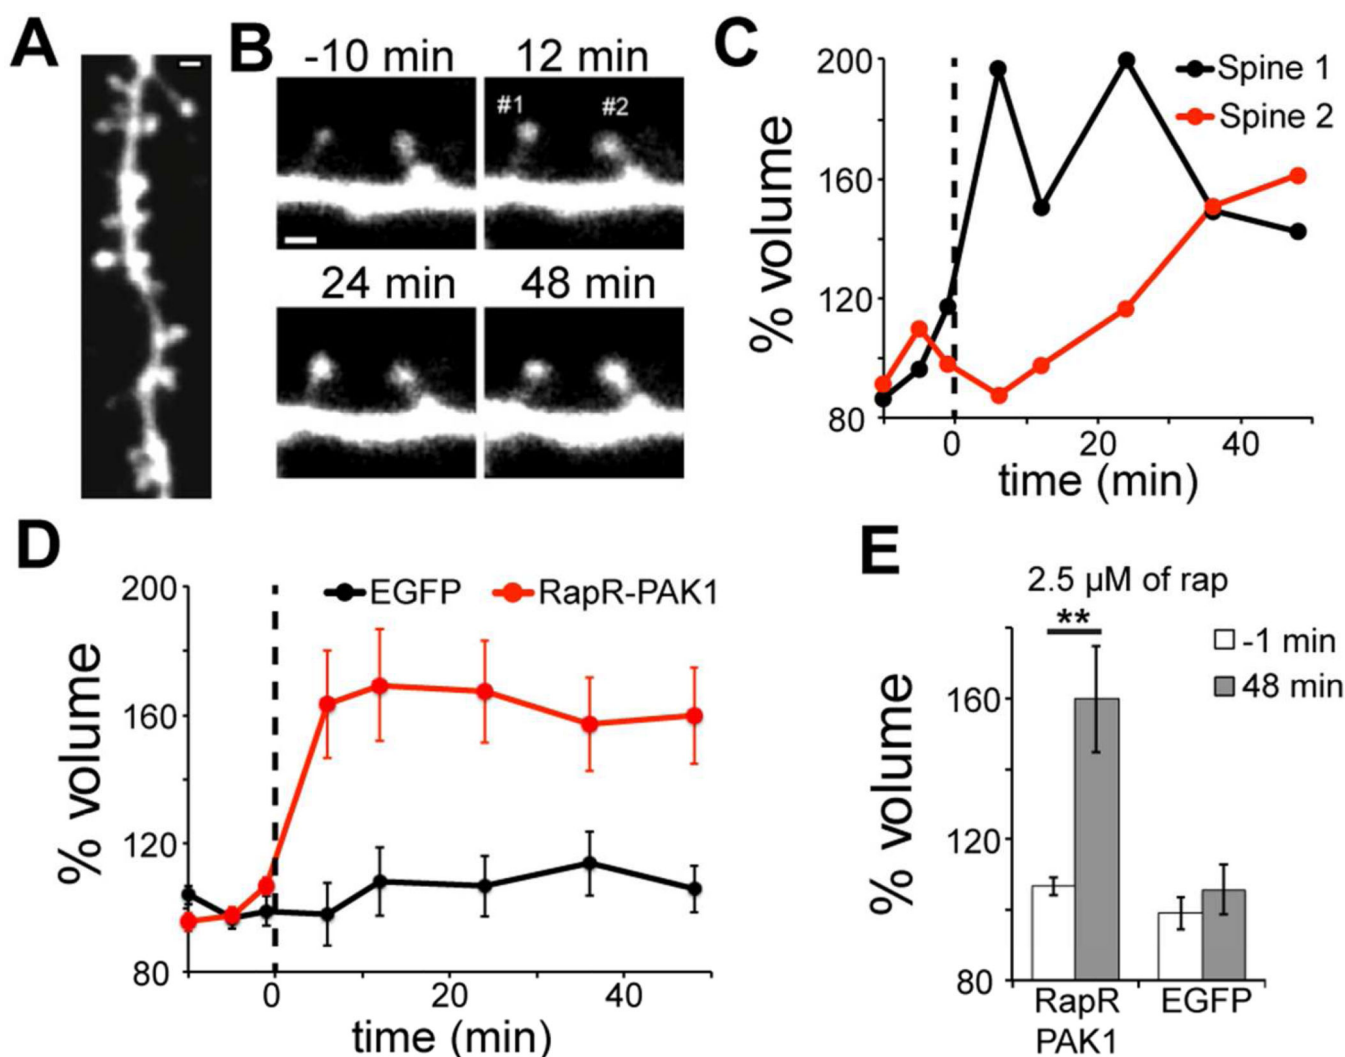 A
B
-10 min
12 min
#1
#2
24 min
48 min
C
200
160
120
80
% volume
0
20
40
time (min)
Spine 1
Spine 2
D
200
160
120
80
% volume
EGFP
RapR-PAK1
0
20
40
time (min)
E
2.5 µM of rap
**
-1 min
48 min
160
120
80
% volume
RapR
PAK1
EGFP